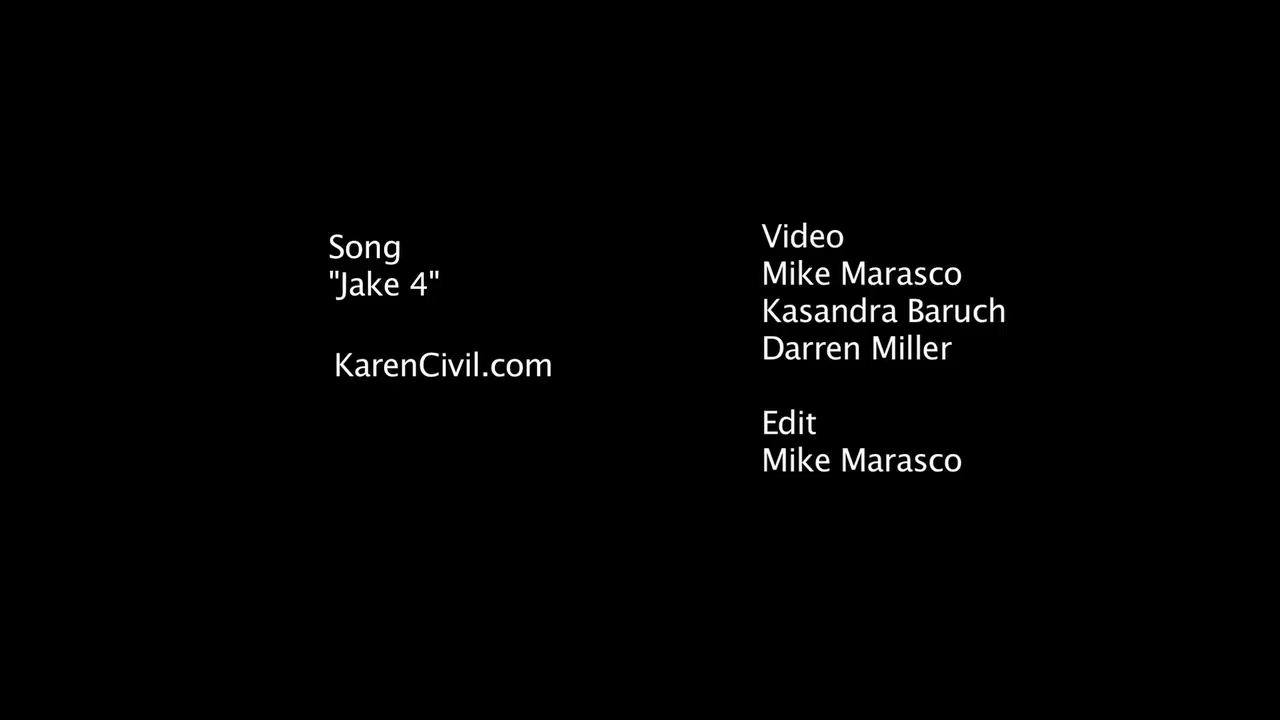 Song
"Jake 4"
KarenCivil.com
Video
Mike Marasco
Kasandra Baruch
Darren Miller
Edit
Mike Marasco